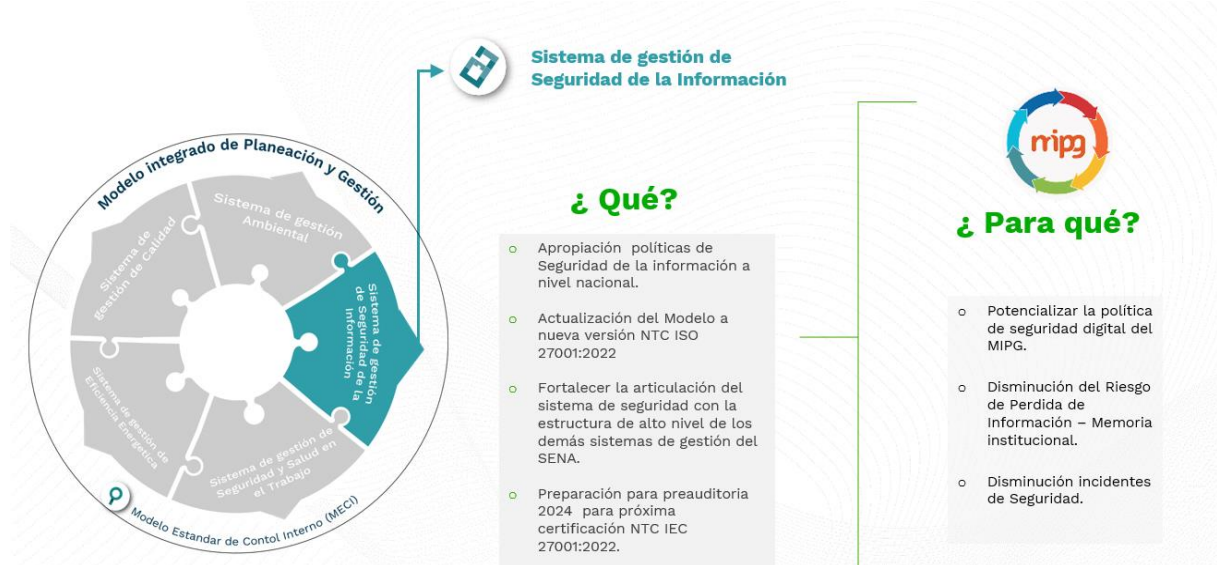 Sistema de gestión de
Seguridad de la Información
Modelo integrado de Planeación y Gestión
Sistema de
gestión de Calidad
Sistema de gestión
Ambiental
Sistema de gestión
de Seguridad de la
Información
Sistema de gestión de
Seguridad y Salud en
el Trabajo
Sistema de gestión de
Eficiencia Energetica
Modelo Estandar de Contol Interno (MECI)
¿ Qué?
o Apropiación políticas de
Seguridad de la información a
nivel nacional.
o Actualización del Modelo a
nueva versión NTC ISO
27001:2022
o Fortalecer la articulación del
sistema de seguridad con la
estructura de alto nivel de los
demás sistemas de gestión del
SENA.
o Preparación para preauditoria
2024 para próxima
certificación NTC IEC
27001:2022.
mipg
¿ Para qué?
o Potencializar la política
de seguridad digital del
MIPG.
o Disminución del Riesgo
de Perdida de
Información – Memoria
institucional.
o Disminución incidentes
de Seguridad.